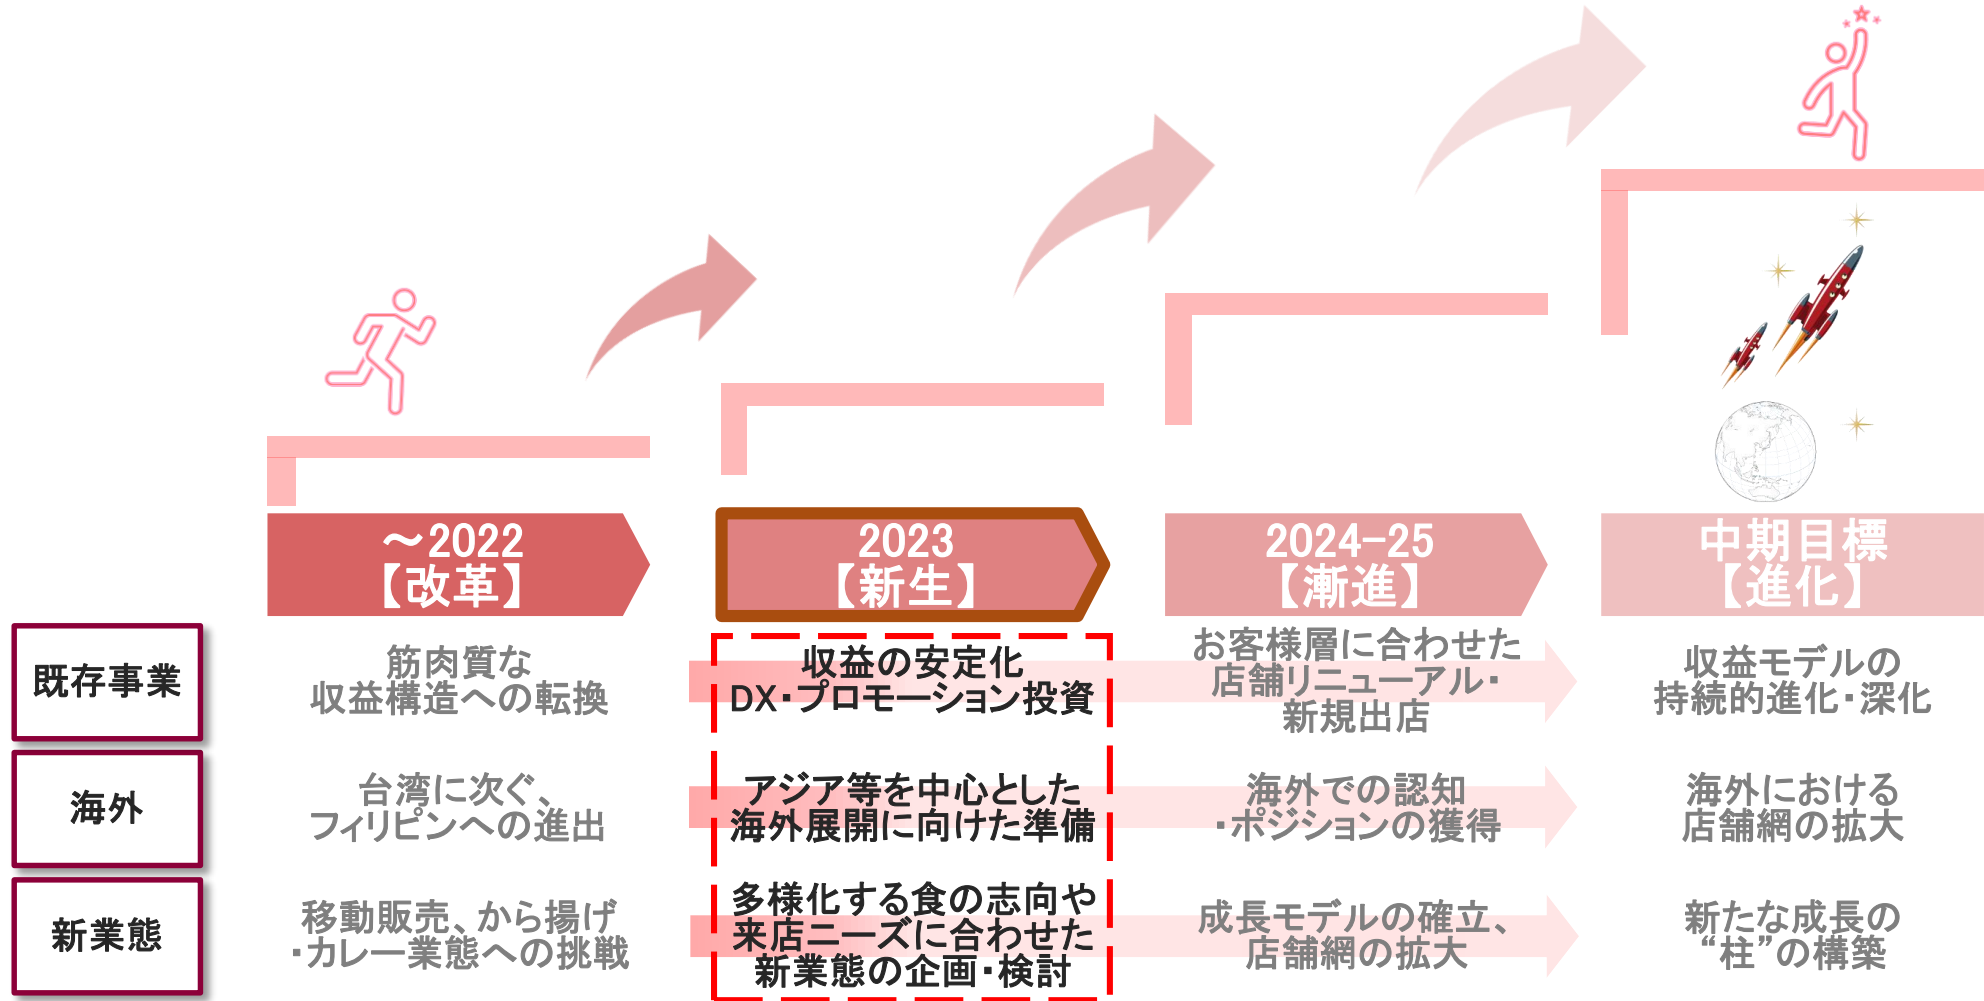 ～2022
【改革】
2023
【新生】
2024-25
【漸進】
中期目標
【進化】
既存事業
筋肉質な
収益構造への転換
収益の安定化
DX・プロモーション投資
お客様層に合わせた
店舗リニューアル・
新規出店
収益モデルの
持続的進化・深化
海外
台湾に次ぐ、
フィリピンへの進出
アジア等を中心とした
海外展開に向けた準備
海外での認知
・ポジションの獲得
海外における
店舗網の拡大
新業態
移動販売、から揚げ
・カレー業態への挑戦
多様化する食の志向や
来店ニーズに合わせた
新業態の企画・検討
成長モデルの確立、
店舗網の拡大
新たな成長の
“柱”の構築